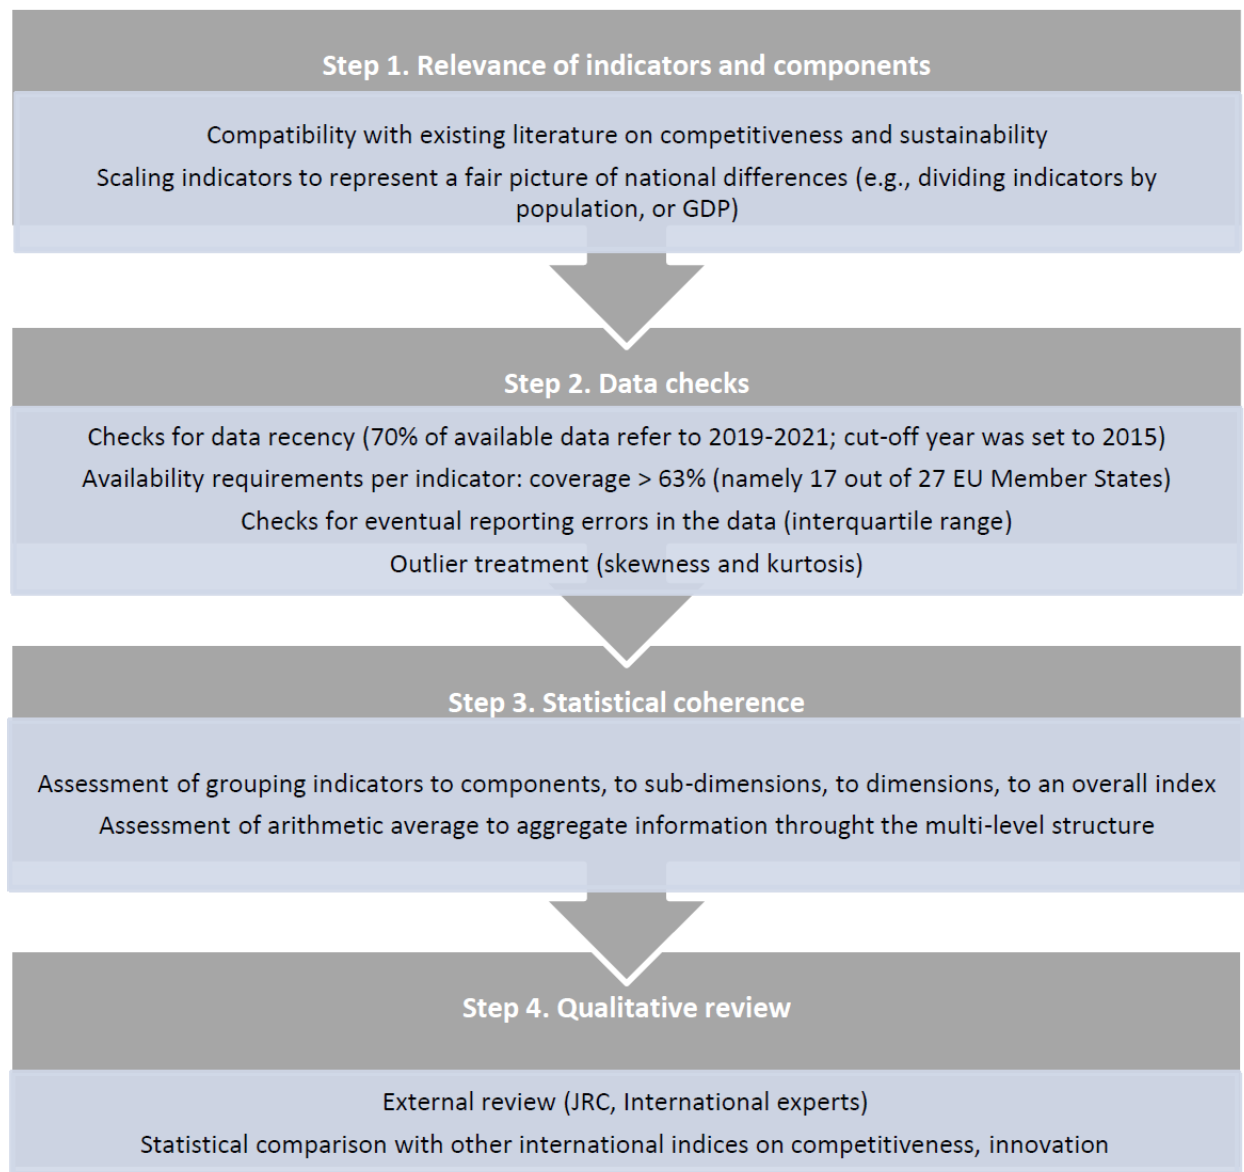 Step 1. Relevance of indicators and components
Compatibility with existing literature on competitiveness and sustainability
Scaling indicators to represent a fair picture of national differences (e.g., dividing indicators by
population, or GDP)
Step 2. Data checks
Checks for data recency (70% of available data refer to 2019-2021; cut-off year was set to 2015)
Availability requirements per indicator: coverage > 63% (namely 17 out of 27 EU Member States)
Checks for eventual reporting errors in the data (interquartile range)
Outlier treatment (skewness and kurtosis)
Step 3. Statistical coherence
Assessment of grouping indicators to components, to sub-dimensions, to dimensions, to an overall index
Assessment of arithmetic average to aggregate information throught the multi-level structure
Step 4. Qualitative review
External review (JRC, International experts)
Statistical comparison with other international indices on competitiveness, innovation